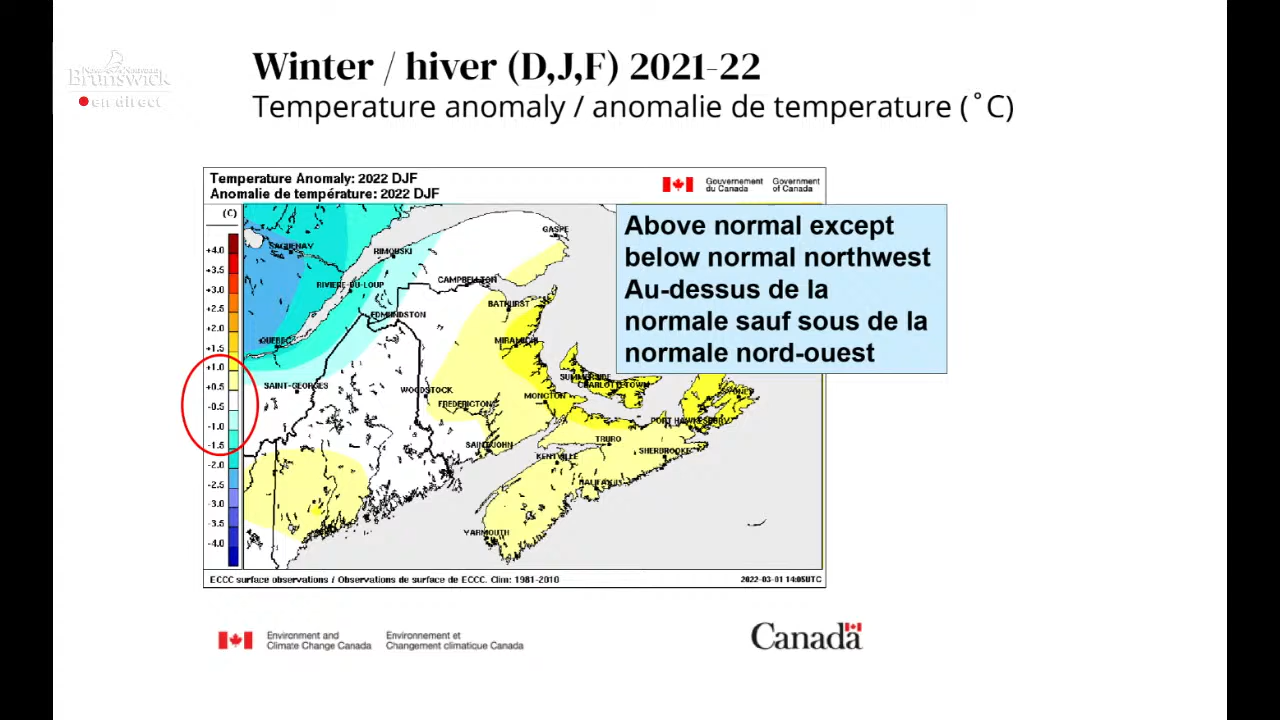 Winter / hiver (D,J,F) 2021-22
Temperature anomaly / anomalie de temperature (˚C)
Brunswick
en direct
Temperature Anomaly: 2022 DJF
Anomalie de température: 2022 DJF
Gouvernement du Canada
Government of Canada
(C)
+4.0
+3.5
+3.0
+2.5
+2.0
+1.5
+1.0
+0.5
-0.5
-1.0
-1.5
-2.0
-2.5
-3.0
-3.5
-4.0
Above normal except
below normal northwest
Au-dessus de la
normale sauf sous de la
normale nord-ouest
GASPE
SAGUENAY
RIMOUSKI
RIVIERE-DU-LOUP
CAMPBELLTON
BATHURST
EDMUNDSTON
QUEBEC
MIRAMICHI
SAINT-GEORGES
WOODSTOCK
SUMMERSIDE
CHARLOTTETOWN
SYDNEY
MONCTON
FREDERICTON
PORT HAWKESBURY
SAINT JOHN
TRURO
SHERBROOKE
KENTVILLE
HALIFAX
YARMOUTH
ECCC surface observations / Observations de surface de ECCC. Clim: 1981-2010
2022-03-01 14:05UTC
Environment and
Climate Change Canada
Environnement et
Changement climatique Canada
Canada